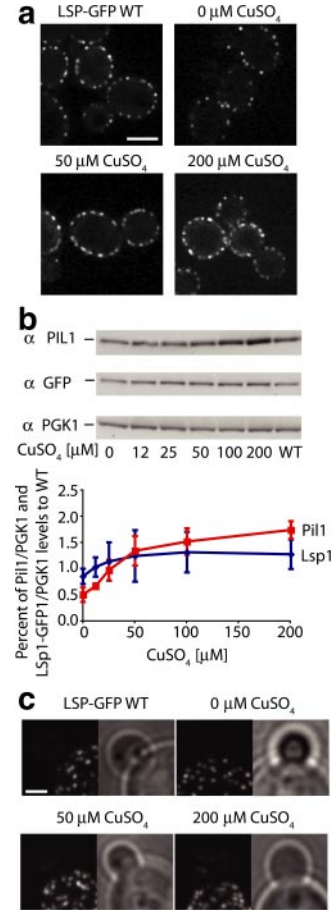 a
LSP-GFP WT 0 μM CuSO₄
50 μM CuSO₄ 200 μM CuSO₄
b
α PIL1
α GFP
α PGK1
CuSO₄ [μM] 0 12 25 50 100 200 WT
Percent of Pil1/PGK1 and
Lsp1-GFP1/PGK1 levels to WT
2.5
2.0
1.5
1.0
0.5
0.0
Pil1
Lsp1
0 50 100 150 200
CuSO₄ [μM]
c
LSP-GFP WT 0 μM CuSO₄
50 μM CuSO₄ 200 μM CuSO₄